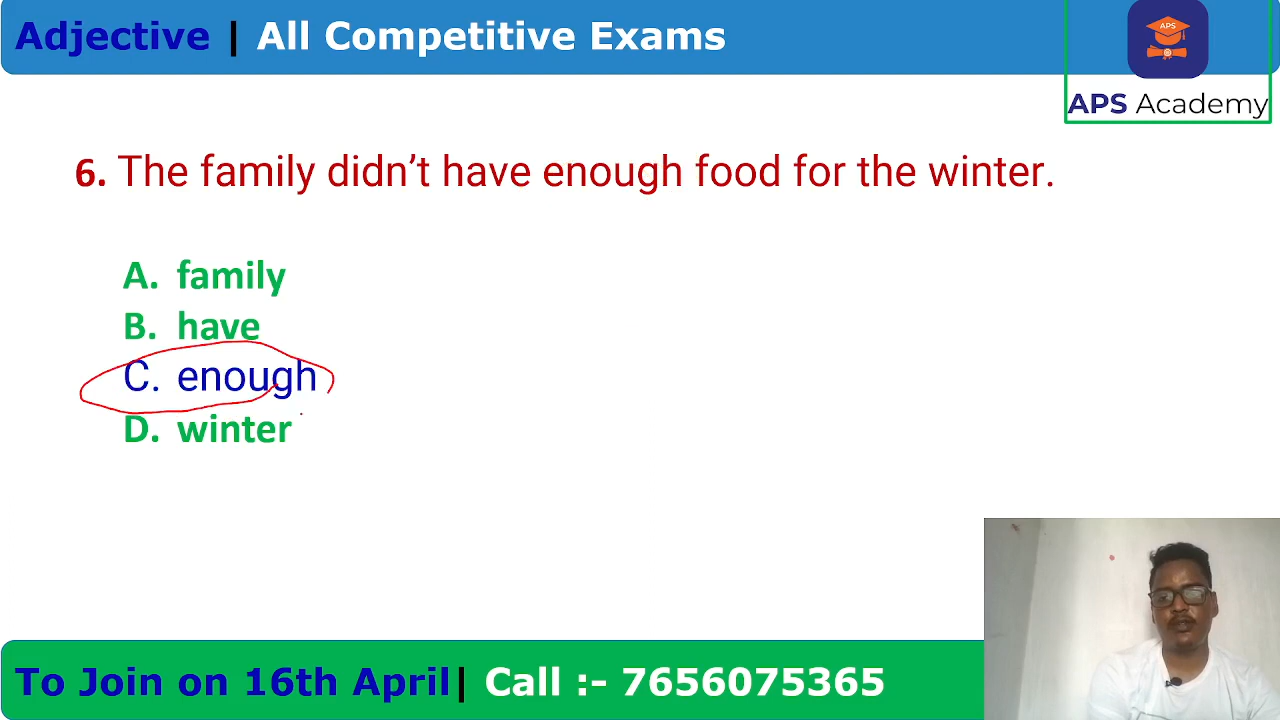 Adjective | All Competitive Exams
APS
APS Academy
6. The family didn’t have enough food for the winter.
A. family
B. have
C. enough
D. winter
To Join on 16th April| Call :- 7656075365